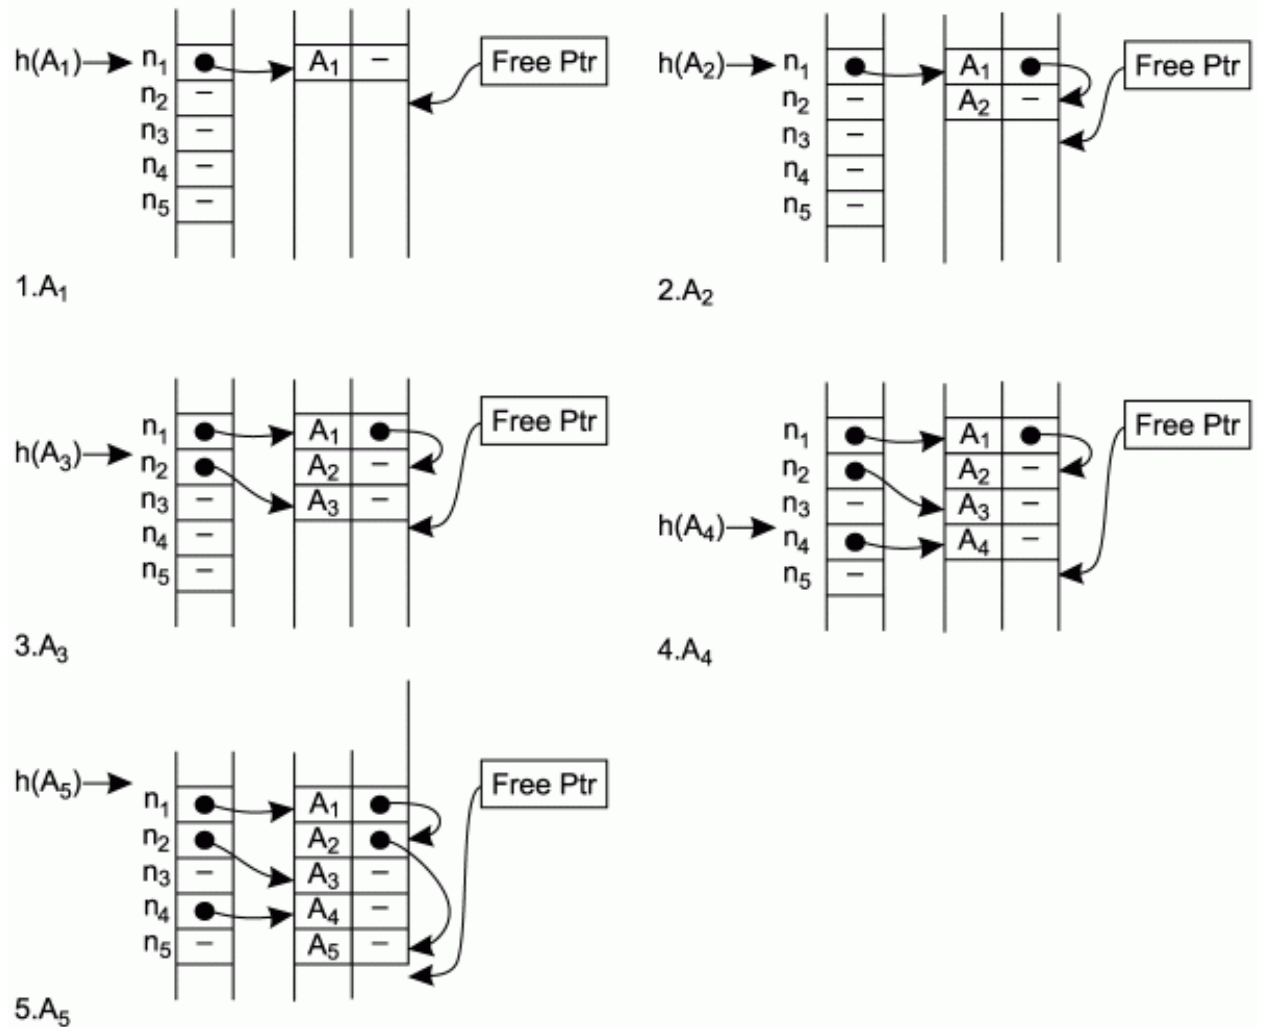 h(A₁) n₁ – A₁ – Free Ptr
n₂ –
n₃ –
n₄ –
n₅ –
1.A₁
h(A₂) n₁ A₁ Free Ptr
n₂ – A₂ –
n₃ –
n₄ –
n₅ –
2.A₂
n₁ A₁ Free Ptr
h(A₃) n₂ A₂ –
n₃ – A₃ –
n₄ –
n₅ –
3.A₃
n₁ A₁ Free Ptr
n₂ A₂ –
n₃ – A₃ –
h(A₄) n₄ A₄ –
n₅ –
4.A₄
h(A₅) Free Ptr
n₁ A₁
n₂ A₂
n₃ – A₃ –
n₄ A₄ –
n₅ – A₅ –
5.A₅